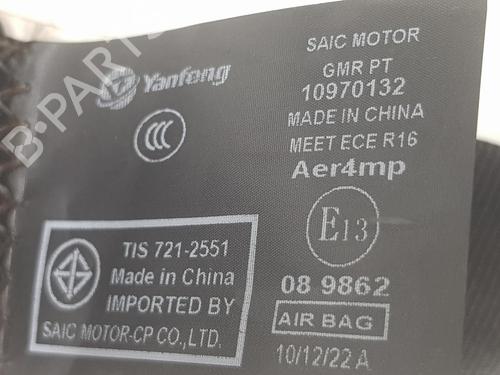 B-PARTS
Yanfeng
CCC
TIS 721-2551
Made in China
IMPORTED BY
SAIC MOTOR-CP CO.,LTD.
SAIC MOTOR
GMR PT
10970132
MADE IN CHINA
MEET ECE R16
Aer4mp
E13
08 9862
AIR BAG
10/12/22 A